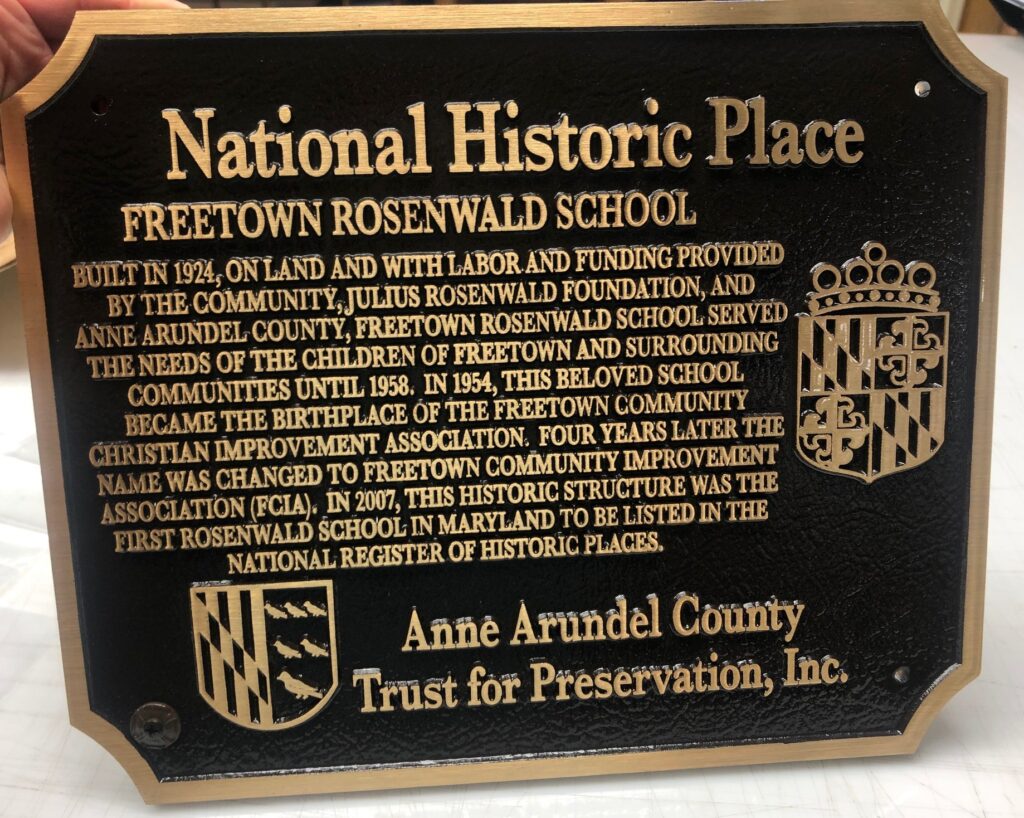 National Historic Place
FREETOWN ROSENWALD SCHOOL
BUILT IN 1924, ON LAND AND WITH LABOR AND FUNDING PROVIDED
BY THE COMMUNITY, JULIUS ROSENWALD FOUNDATION, AND
ANNE ARUNDEL COUNTY, FREETOWN ROSENWALD SCHOOL SERVED
THE NEEDS OF THE CHILDREN OF FREETOWN AND SURROUNDING
COMMUNITIES UNTIL 1958. IN 1954, THIS BELOVED SCHOOL
BECAME THE BIRTHPLACE OF THE FREETOWN COMMUNITY
CHRISTIAN IMPROVEMENT ASSOCIATION. FOUR YEARS LATER THE
NAME WAS CHANGED TO FREETOWN COMMUNITY IMPROVEMENT
ASSOCIATION (FCIA). IN 2007, THIS HISTORIC STRUCTURE WAS THE
FIRST ROSENWALD SCHOOL IN MARYLAND TO BE LISTED IN THE
NATIONAL REGISTER OF HISTORIC PLACES.
Anne Arundel County
Trust for Preservation, Inc.